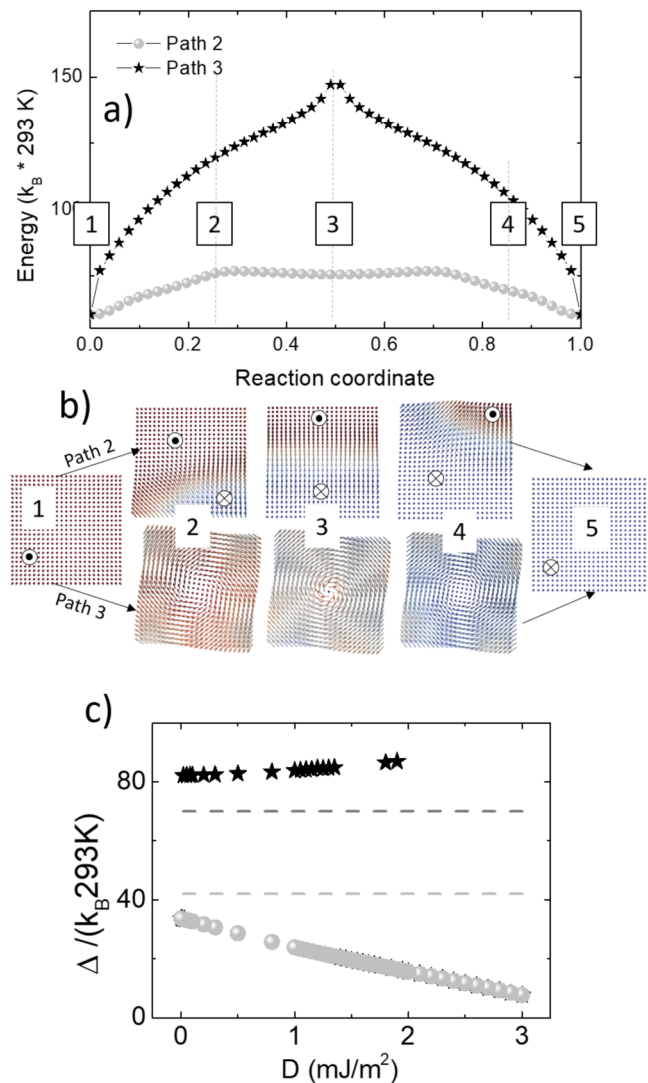 a)
Path 2
Path 3
150
Energy (k_B * 293 K)
1
2
3
4
5
0.0
0.2
0.4
0.6
0.8
1.0
Reaction coordinate
b)
Path 2
1
2
3
4
5
Path 3
c)
80
40
0
Δ /(k_B293K)
0
1
2
3
D (mJ/m²)